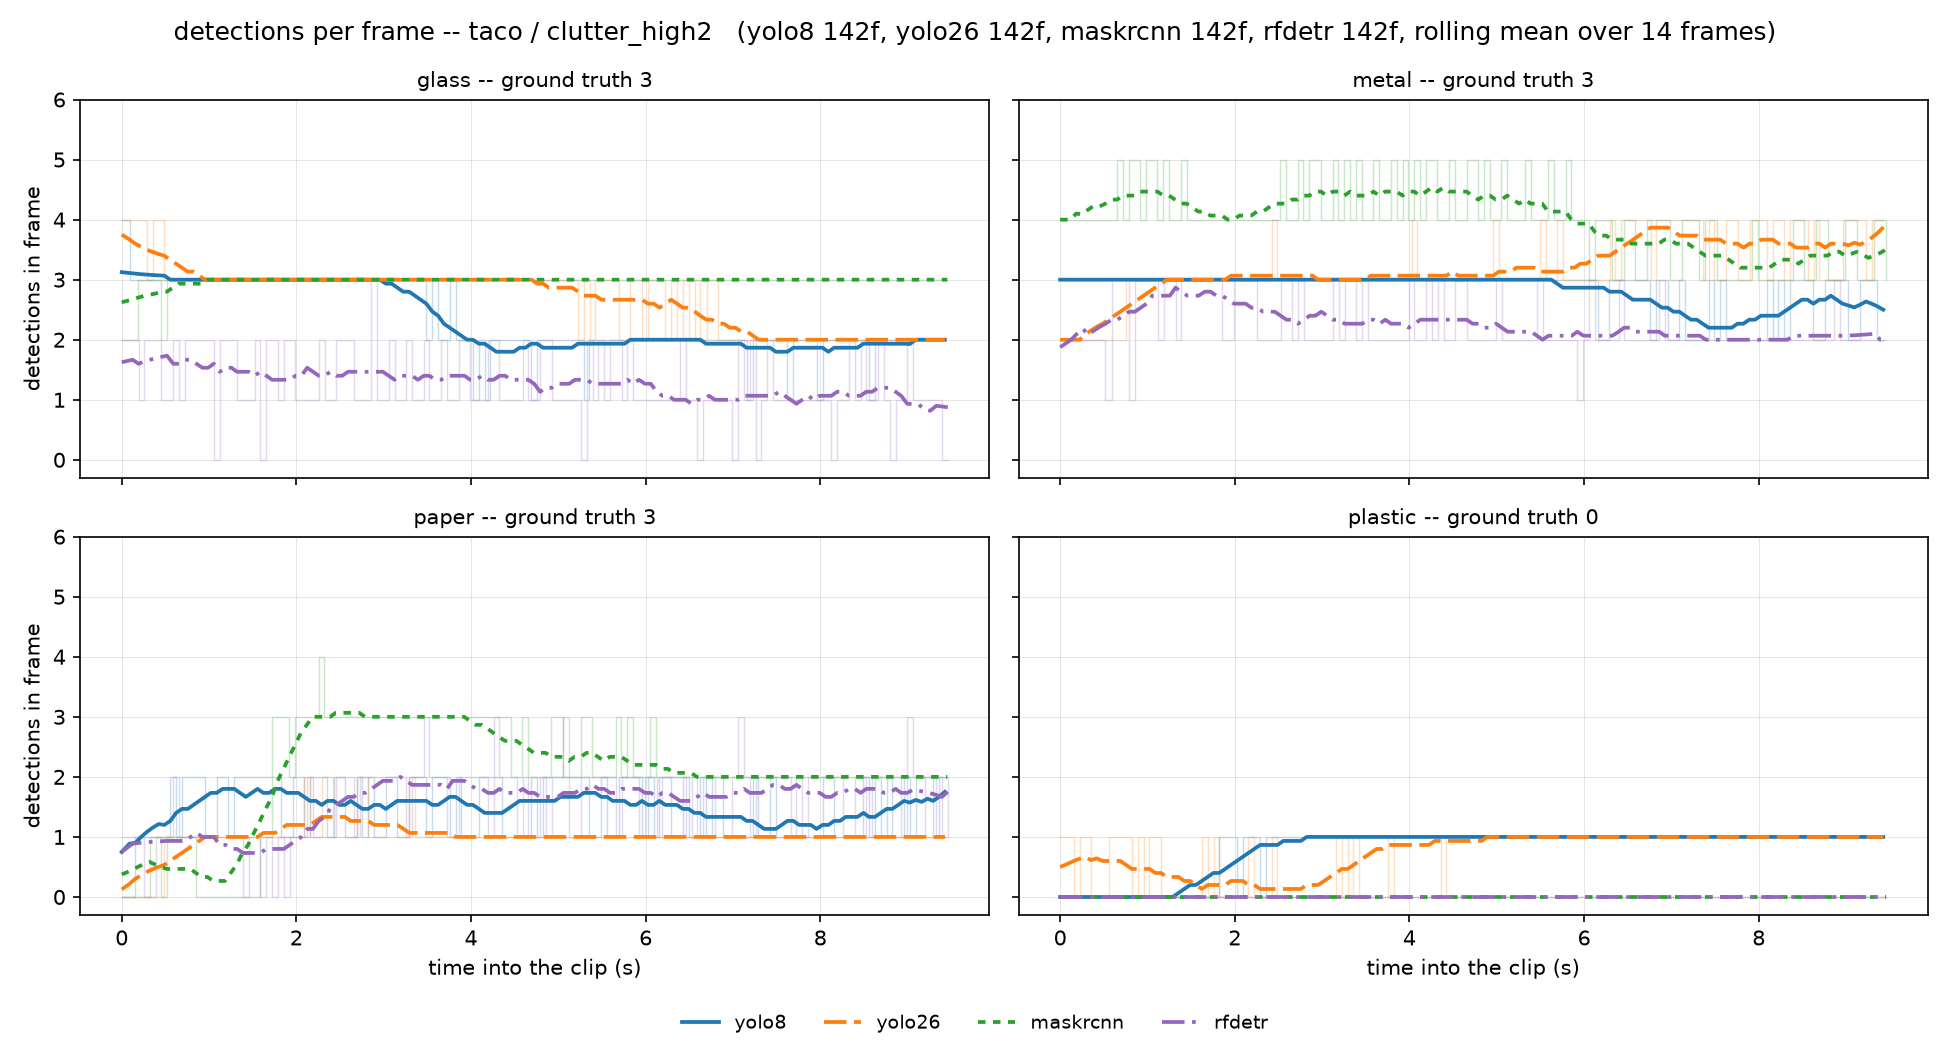 detections per frame -- taco / clutter_high2   (yolo8 142f, yolo26 142f, maskrcnn 142f, rfdetr 142f, rolling mean over 14 frames)
glass -- ground truth 3
metal -- ground truth 3
detections in frame
6
5
4
3
2
1
0
paper -- ground truth 3
plastic -- ground truth 0
detections in frame
6
5
4
3
2
1
0
0 2 4 6 8
0 2 4 6 8
time into the clip (s)
time into the clip (s)
yolo8 yolo26 maskrcnn rfdetr